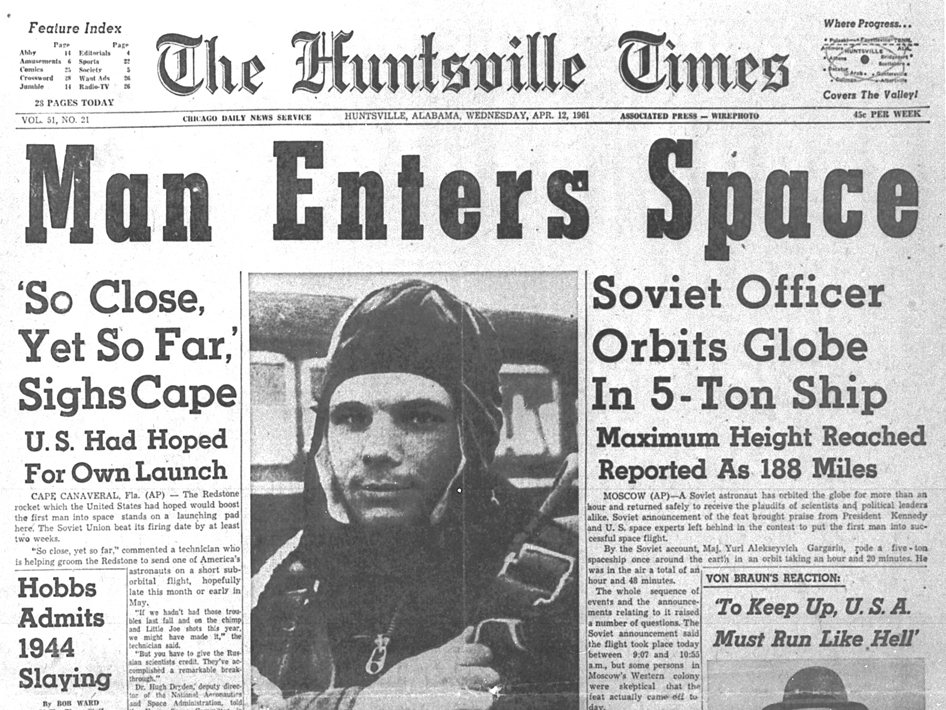 Feature Index
Page Page
Abby 14 Editorials 4
Amusements 6 Sports 22
Comics 25 Society 5
Crossword 28 Want Ads 26
Jumble 14 Radio-TV 26
28 PAGES TODAY
The Huntsville Times
Where Progress...
HUNTSVILLE
Covers The Valley!
VOL. 51, NO. 21
CHICAGO DAILY NEWS SERVICE
HUNTSVILLE, ALABAMA, WEDNESDAY, APR. 12, 1961
ASSOCIATED PRESS — WIREPHOTO
45c PER WEEK
Man Enters Space
'So Close,
Yet So Far,'
Sighs Cape
U.S. Had Hoped
For Own Launch
CAPE CANAVERAL, Fla. (AP) — The Redstone
rocket which the United States had hoped would boost
the first man into space stands on a launching pad
here. The Soviet Union beat its firing date by at least
two weeks.
"So close, yet so far," commented a technician who
is helping groom the Redstone to send one of America's
astronauts on a short sub-
orbital flight, hopefully
late this month or early in
May.
"If we hadn't had those trou-
bles last fall and on the chimp
and Little Joe shots this year,
we might have made it," the
technician said.
"But you have to give the Rus-
sian scientists credit. They've ac-
complished a remarkable break-
through."
Dr. Hugh Dryden, deputy direc-
tor of the National Aeronautics
and Space Administration, told
Hobbs
Admits
1944
Slaying
By BOB WARD
Soviet Officer
Orbits Globe
In 5-Ton Ship
Maximum Height Reached
Reported As 188 Miles
MOSCOW (AP)—A Soviet astronaut has orbited the globe for more than an
hour and returned safely to receive the plaudits of scientists and political leaders
alike. Soviet announcement of the feat brought praise from President Kennedy
and U. S. space experts left behind in the contest to put the first man into suc-
cessful space flight.
By the Soviet account, Maj. Yuri Alekseyvich Gagarin, rode a five-ton
spaceship once around the earth in an orbit taking an hour and 20 minutes. He
was in the air a total of an
hour and 48 minutes.
The whole sequence of
events and the announce-
ments relating to it raised
a number of questions. The
Soviet announcement said
the flight took place today
between 9:07 and 10:55
a.m., but some persons in
Moscow's Western colony
were skeptical that the
feat actually came off to-
day.
VON BRAUN'S REACTION:
'To Keep Up, U. S. A.
Must Run Like Hell'